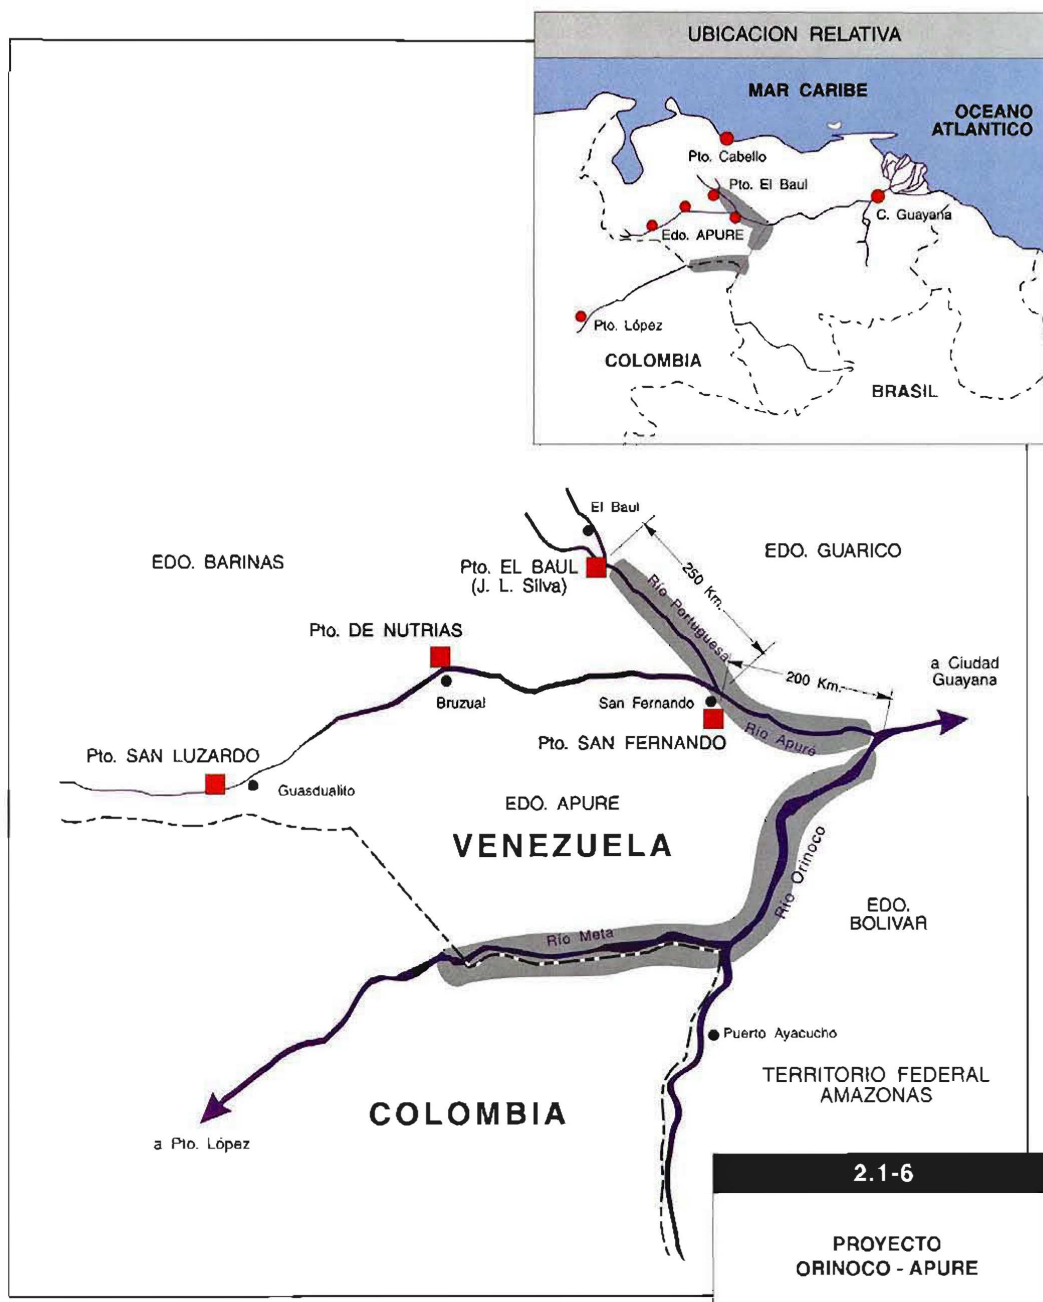 UBICACION RELATIVA
MAR CARIBE
OCEANO
ATLANTICO
Pto. Cabello
Pto. El Baul
C. Guayana
Edo. APURE
Pto. López
COLOMBIA
BRASIL
El Baul
EDO. BARINAS
EDO. GUARICO
Pto. EL BAUL
(J. L. Silva)
250 Km.
Río Portuguesa
Pto. DE NUTRIAS
a Ciudad
Guayana
200 Km.
Bruzual
San Fernando
Pto. SAN FERNANDO
Río Apure
Pto. SAN LUZARDO
Guasdualito
EDO. APURE
VENEZUELA
Río Orinoco
EDO.
BOLIVAR
Río Meta
Puerto Ayacucho
TERRITORIO FEDERAL
AMAZONAS
COLOMBIA
a Pto. López
2.1-6
PROYECTO
ORINOCO - APURE